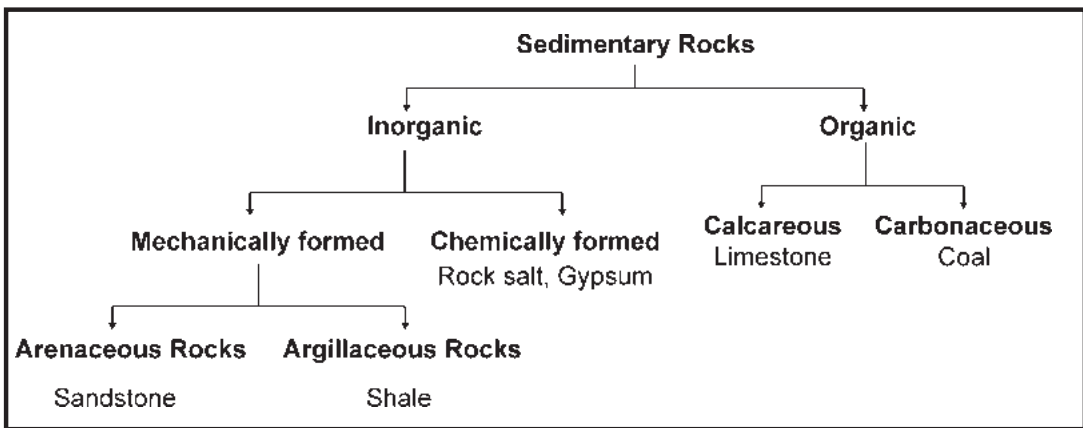 Sedimentary Rocks
Inorganic
Organic
Mechanically formed
Chemically formed
Rock salt, Gypsum
Calcareous
Limestone
Carbonaceous
Coal
Arenaceous Rocks
Sandstone
Argillaceous Rocks
Shale